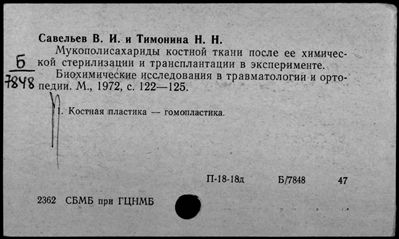 Савельев В. И. и Тимонина Н. Н.
Мукополисахариды костной ткани после ее химичес-
кой стерилизации и трансплантации в эксперименте.
Б
7848
Биохимические исследования в травматологии и орто-
педии. М., 1972, с. 122—125.
1. Костная пластика — гомопластика.
П-18-18д Б/7848 47
2362 СБМБ при ГЦНМБ